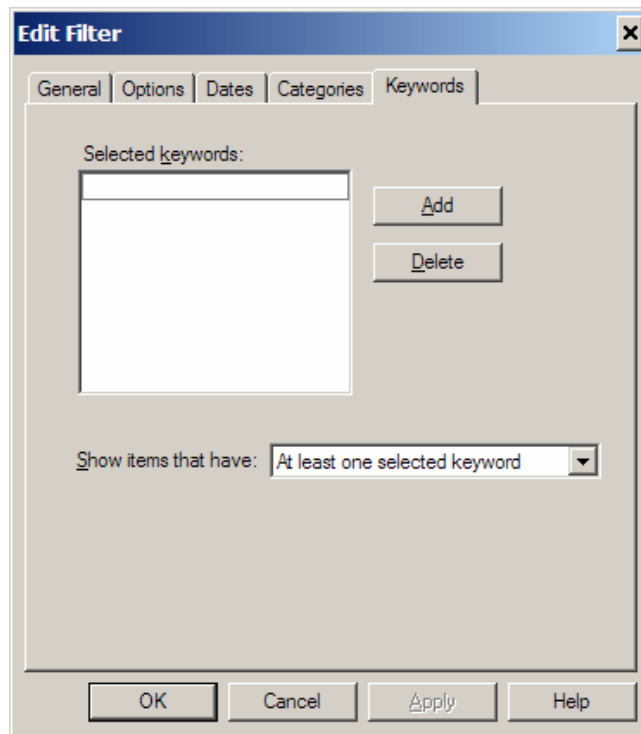 Edit Filter
General Options Dates Categories Keywords
Selected keywords:
Add
Delete
Show items that have: At least one selected keyword
OK Cancel Apply Help